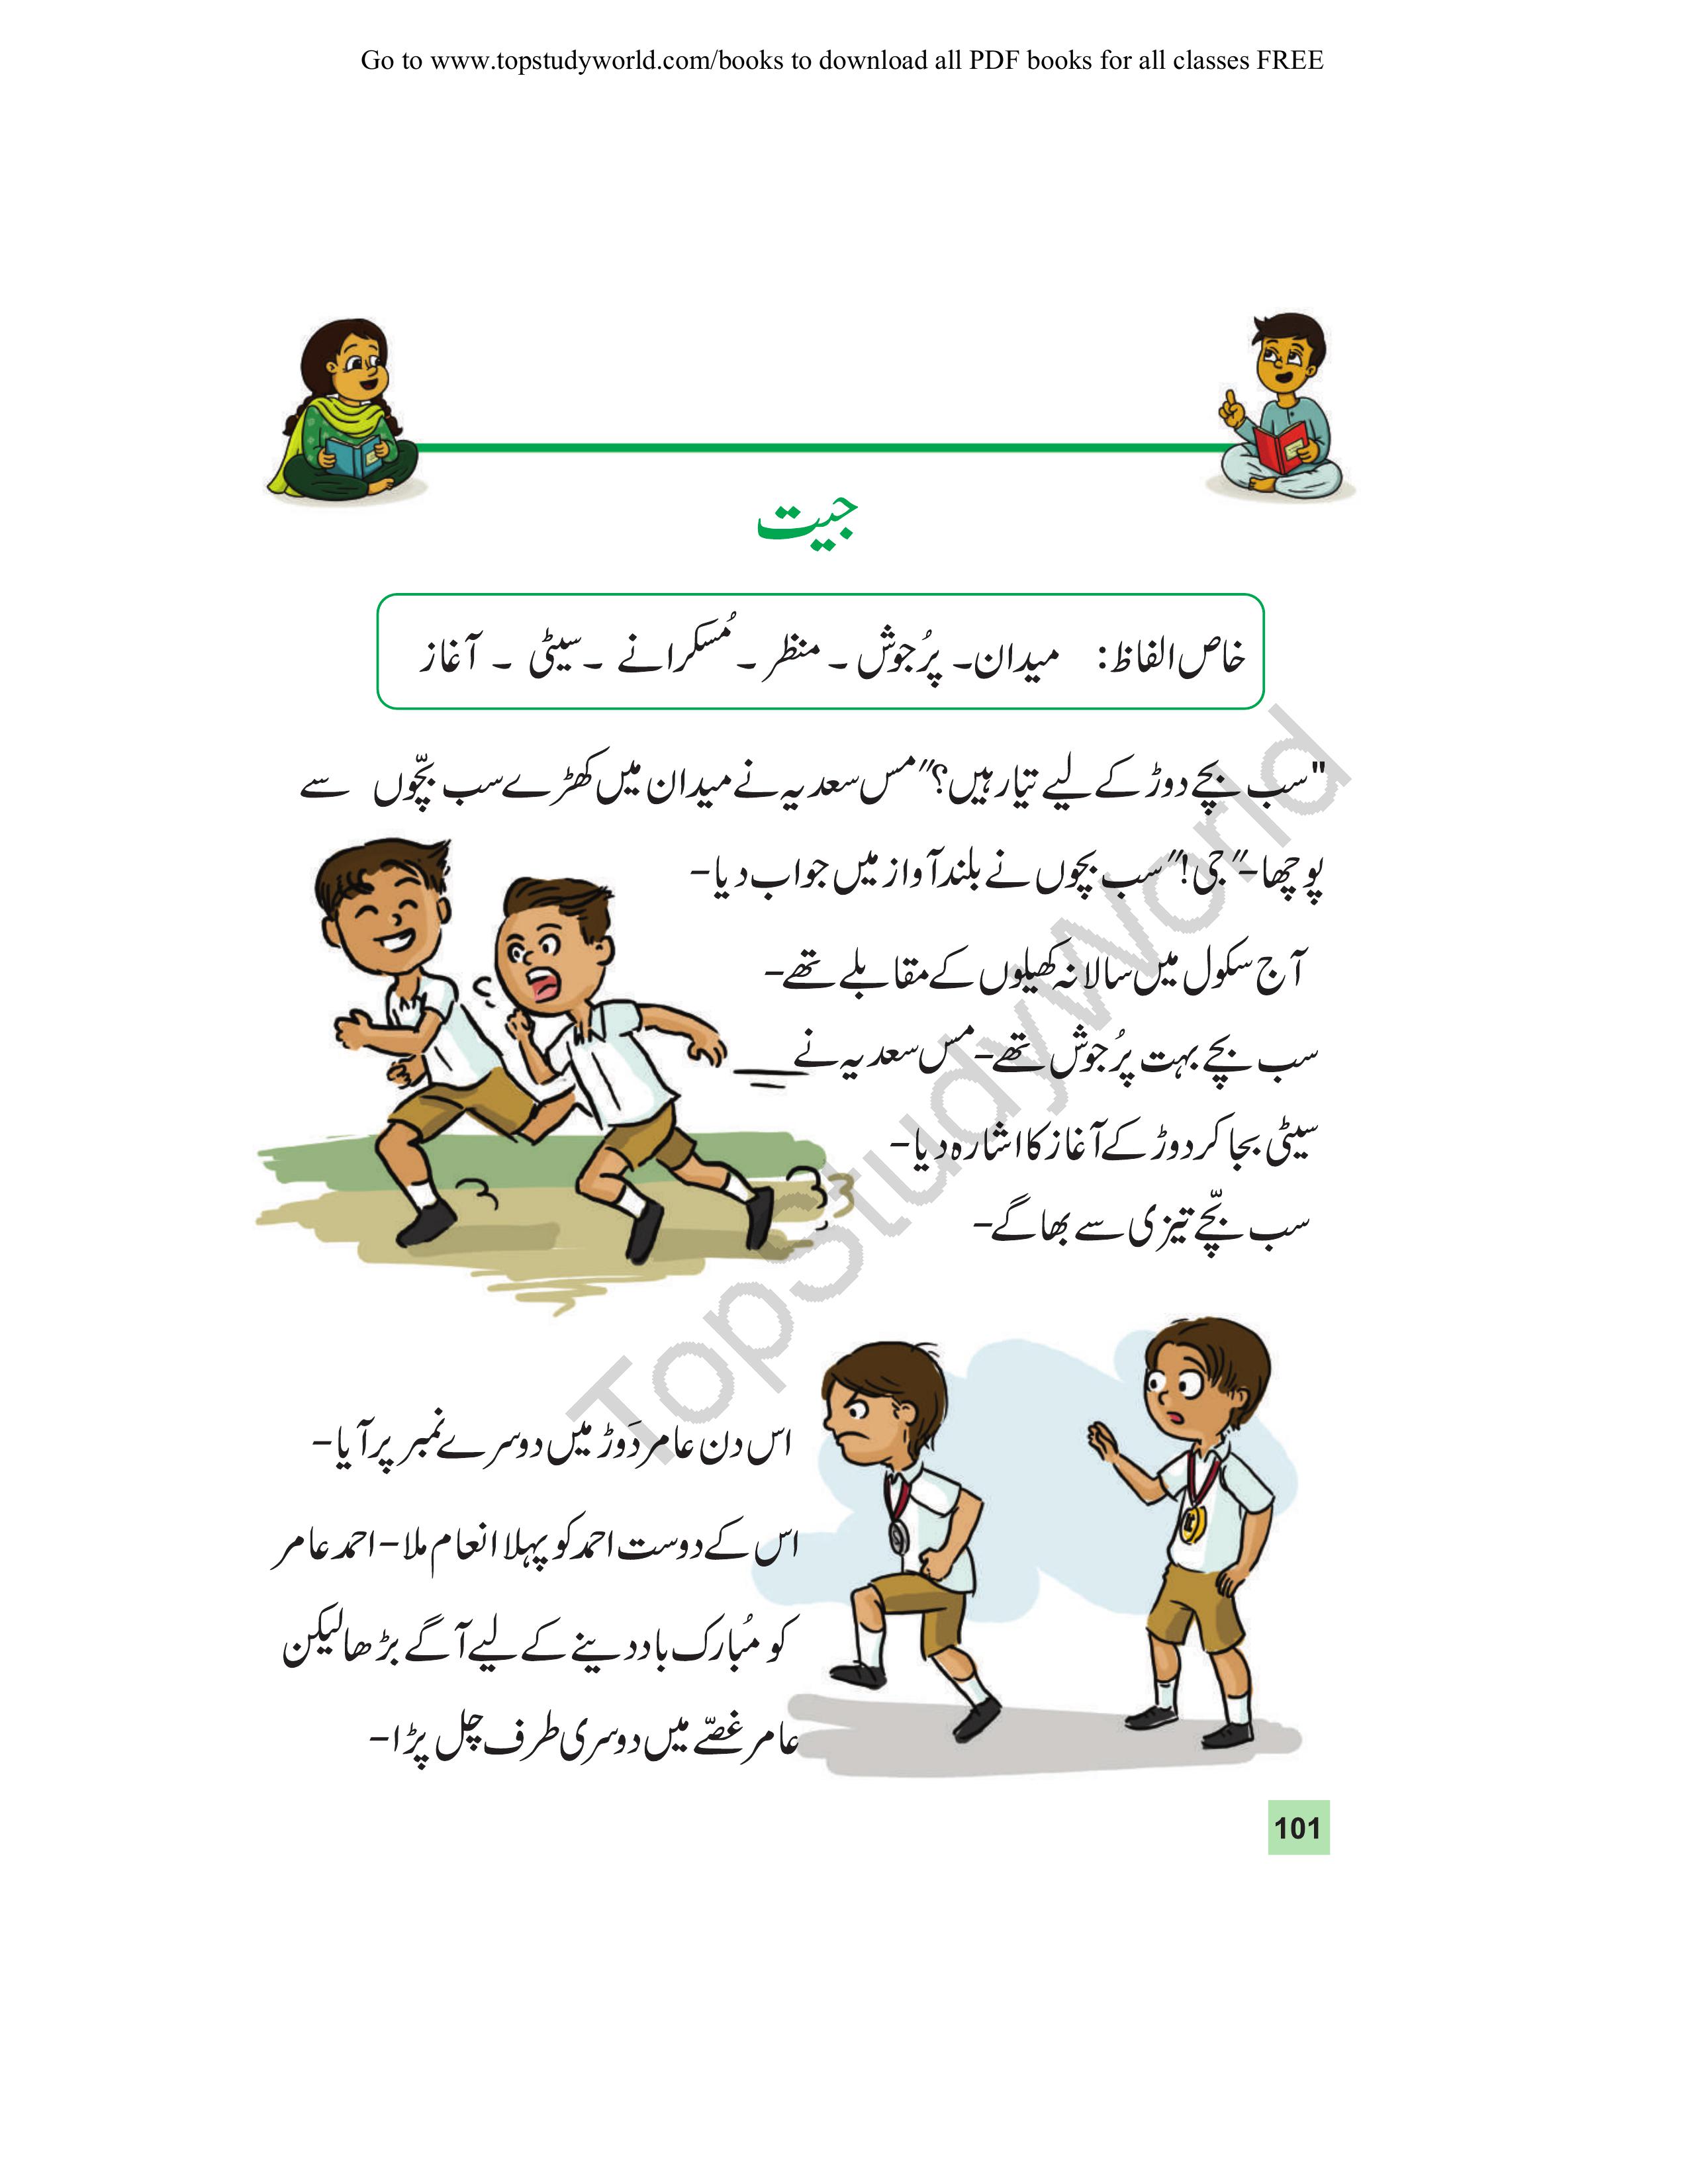 Go to www.topstudyworld.com/books to download all PDF books for all classes FREE
جیت
خاص الفاظ: میدان۔ پُرجوش ۔ منظر ۔ مُسکرانے ۔ سیٹی ۔ آغاز
"سب بچے دوڑ کے لیے تیار ہیں؟" مس سعدیہ نے میدان میں کھڑے سب بچّوں سے
پوچھا- "جی!" سب بچوں نے بلند آواز میں جواب دیا-
آج سکول میں سالانہ کھیلوں کے مقابلے تھے-
سب بچے بہت پُرجوش تھے- مس سعدیہ نے
سیٹی بجا کر دوڑ کے آغاز کا اشارہ دیا-
سب بچّے تیزی سے بھاگے-
اس دن عامر دَوڑ میں دوسرے نمبر پر آیا-
اس کے دوست احمد کو پہلا انعام ملا- احمد عامر
کو مُبارک باد دینے کے لیے آگے بڑھا لیکن
عامر غصّے میں دوسری طرف چل پڑا-
101
TopStudyWorld